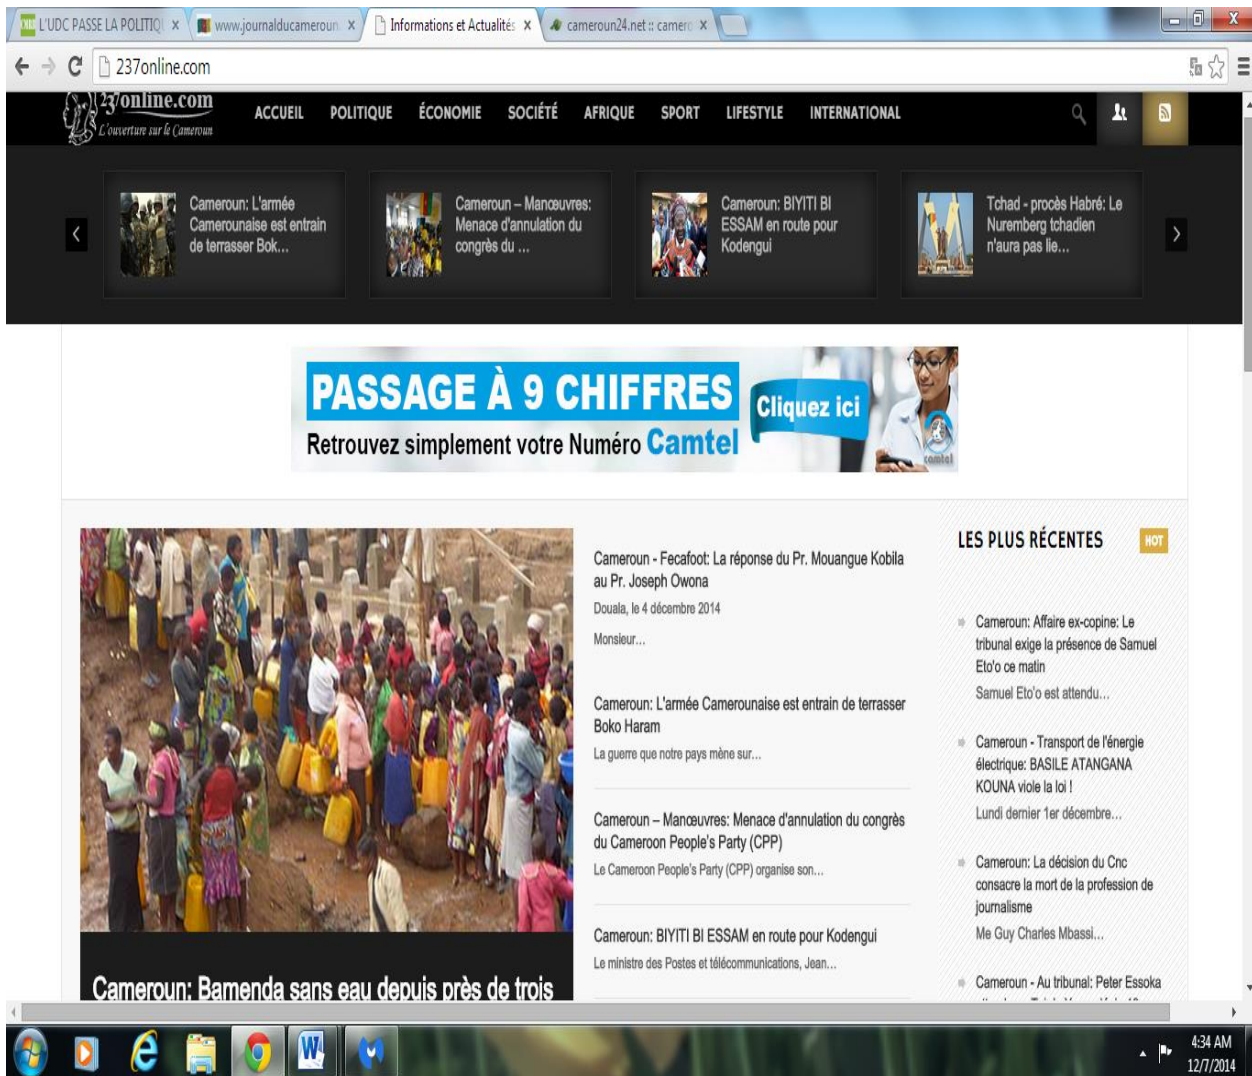 L'UDC PASSE LA POLITIQ
www.journalducameroun.
Informations et Actualités
cameroun24.net :: camero
237online.com
237online.com
L'ouverture sur le Cameroun
ACCUEIL POLITIQUE ÉCONOMIE SOCIÉTÉ AFRIQUE SPORT LIFESTYLE INTERNATIONAL
Cameroun: L'armée
Camerounaise est entrain
de terrasser Bok...
Cameroun – Manœuvres:
Menace d'annulation du
congrès du ...
Cameroun: BIYITI BI
ESSAM en route pour
Kodengui
Tchad - procès Habré: Le
Nuremberg tchadien
n'aura pas lie...
PASSAGE À 9 CHIFFRES
Retrouvez simplement votre Numéro Camtel
Cliquez ici
camtel
Cameroun: Bamenda sans eau depuis près de trois
Cameroun - Fecafoot: La réponse du Pr. Mouangue Kobila
au Pr. Joseph Owona
Douala, le 4 décembre 2014
Monsieur...
Cameroun: L'armée Camerounaise est entrain de terrasser
Boko Haram
La guerre que notre pays mène sur...
Cameroun – Manœuvres: Menace d'annulation du congrès
du Cameroon People's Party (CPP)
Le Cameroon People's Party (CPP) organise son...
Cameroun: BIYITI BI ESSAM en route pour Kodengui
Le ministre des Postes et télécommunications, Jean...
LES PLUS RÉCENTES
HOT
Cameroun: Affaire ex-copine: Le
tribunal exige la présence de Samuel
Eto'o ce matin
Samuel Eto'o est attendu...
Cameroun - Transport de l'énergie
électrique: BASILE ATANGANA
KOUNA viole la loi !
Lundi dernier 1er décembre...
Cameroun: La décision du Cnc
consacre la mort de la profession de
journalisme
Me Guy Charles Mbassi...
Cameroun - Au tribunal: Peter Essoka
4:34 AM
12/7/2014